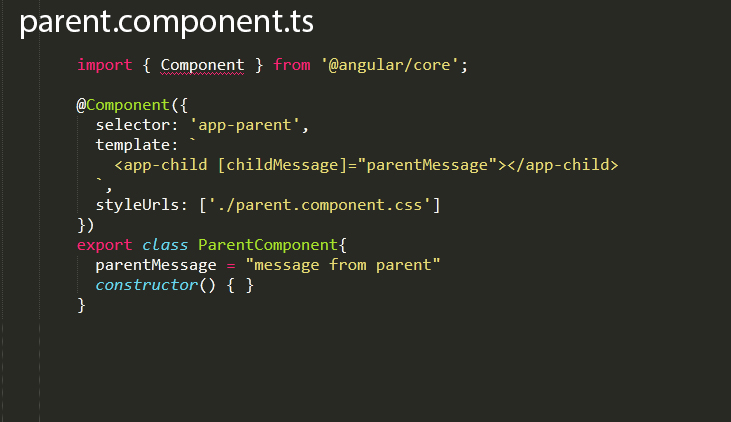 parent.component.ts
import { Component } from '@angular/core';
@Component({
selector: 'app-parent',
template: `
<app-child [childMessage]="parentMessage"></app-child>
`,
styleUrls: ['./parent.component.css']
})
export class ParentComponent{
parentMessage = "message from parent"
constructor() { }
}